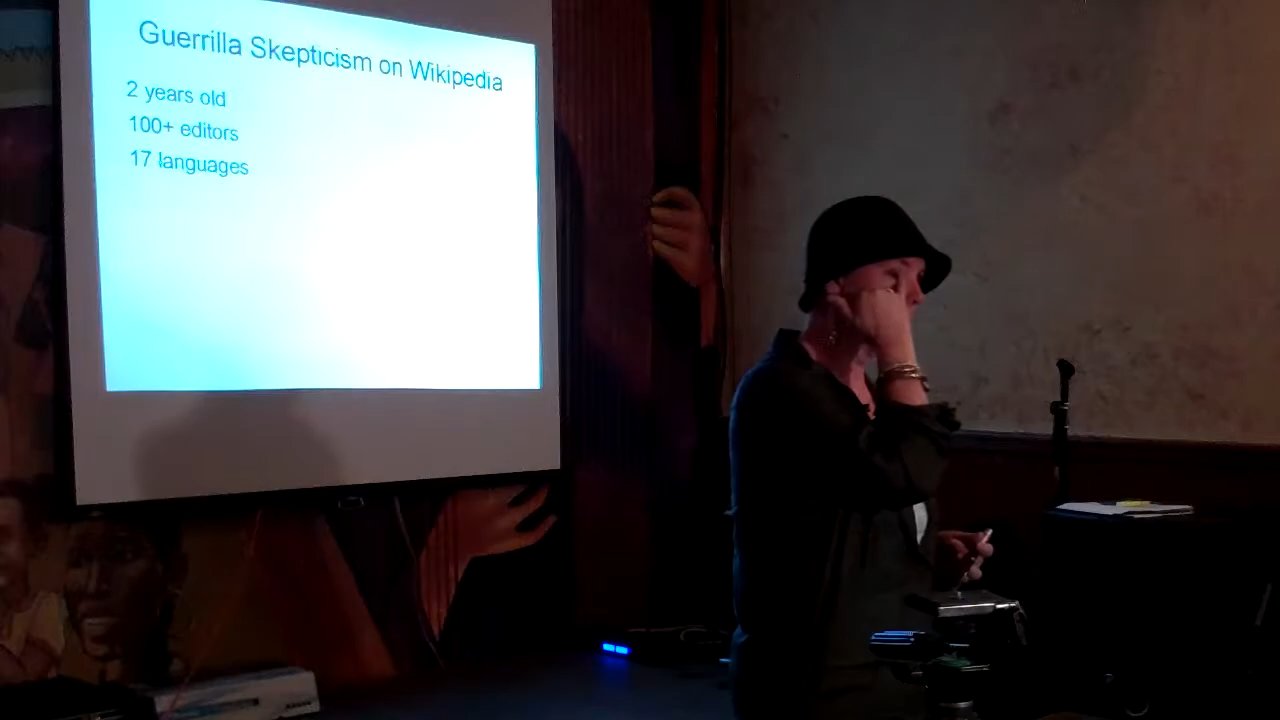 Guerrilla Skepticism on Wikipedia
2 years old
100+ editors
17 languages